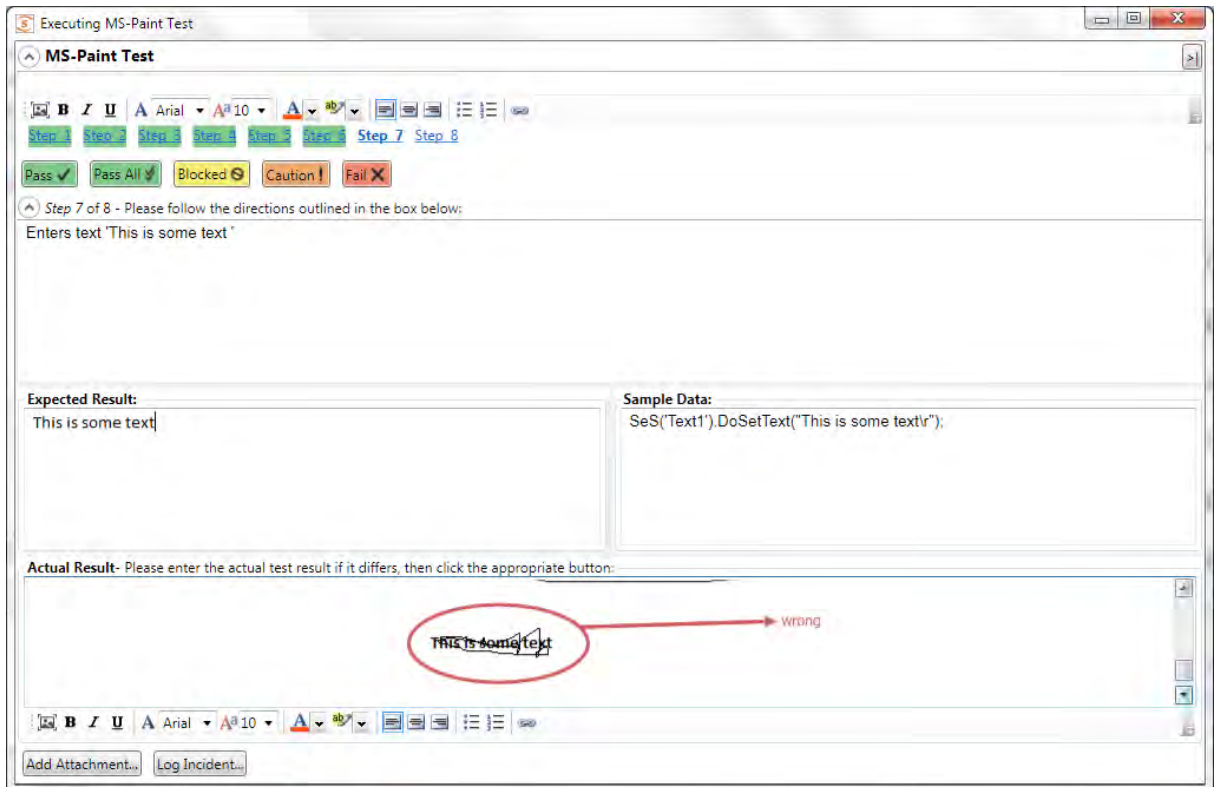 Executing MS-Paint Test
MS-Paint Test
B I U A Arial Aa 10 A ab
Step 1 Step 2 Step 3 Step 4 Step 5 Step 6 Step 7 Step 8
Pass Pass All Blocked Caution ! Fail
Step 7 of 8 - Please follow the directions outlined in the box below:
Enters text 'This is some text '
Expected Result:
This is some text
Sample Data:
SeS('Text1').DoSetText("This is some text\r");
Actual Result- Please enter the actual test result if it differs, then click the appropriate button:
This is some text
wrong
B I U A Arial Aa 10 A ab
Add Attachment... Log Incident...